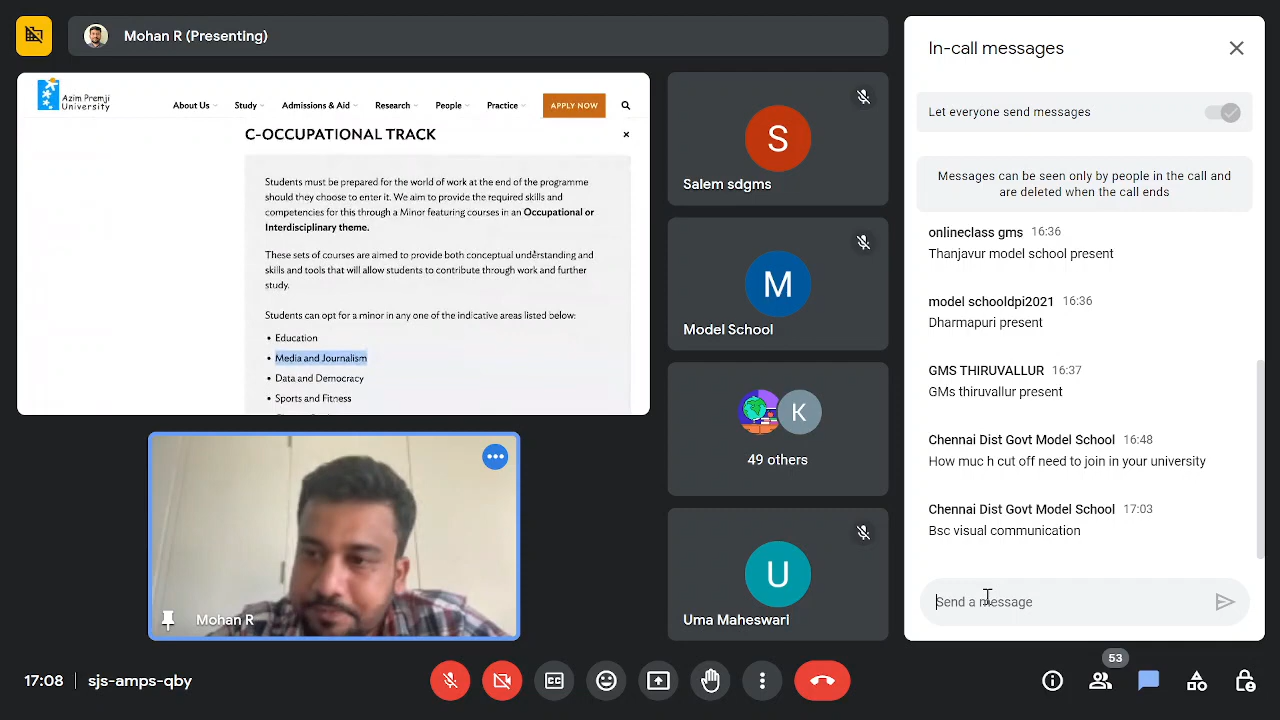 Mohan R (Presenting)
Azim Premji
University
About Us
Study
Admissions & Aid
Research
People
Practice
APPLY NOW
C-OCCUPATIONAL TRACK
Students must be prepared for the world of work at the end of the programme
should they choose to enter it. We aim to provide the required skills and
competencies for this through a Minor featuring courses in an Occupational or
Interdisciplinary theme.
These sets of courses are aimed to provide both conceptual understanding and
skills and tools that will allow students to contribute through work and further
study.
Students can opt for a minor in any one of the indicative areas listed below:
• Education
• Media and Journalism
• Data and Democracy
• Sports and Fitness
Mohan R
S
Salem sdgms
M
Model School
K
49 others
U
Uma Maheswari
In-call messages
Let everyone send messages
Messages can be seen only by people in the call and
are deleted when the call ends
onlineclass gms 16:36
Thanjavur model school present
model schooldpi2021 16:36
Dharmapuri present
GMS THIRUVALLUR 16:37
GMs thiruvallur present
Chennai Dist Govt Model School 16:48
How muc h cut off need to join in your university
Chennai Dist Govt Model School 17:03
Bsc visual communication
Send a message
17:08 | sjs-amps-qby
53